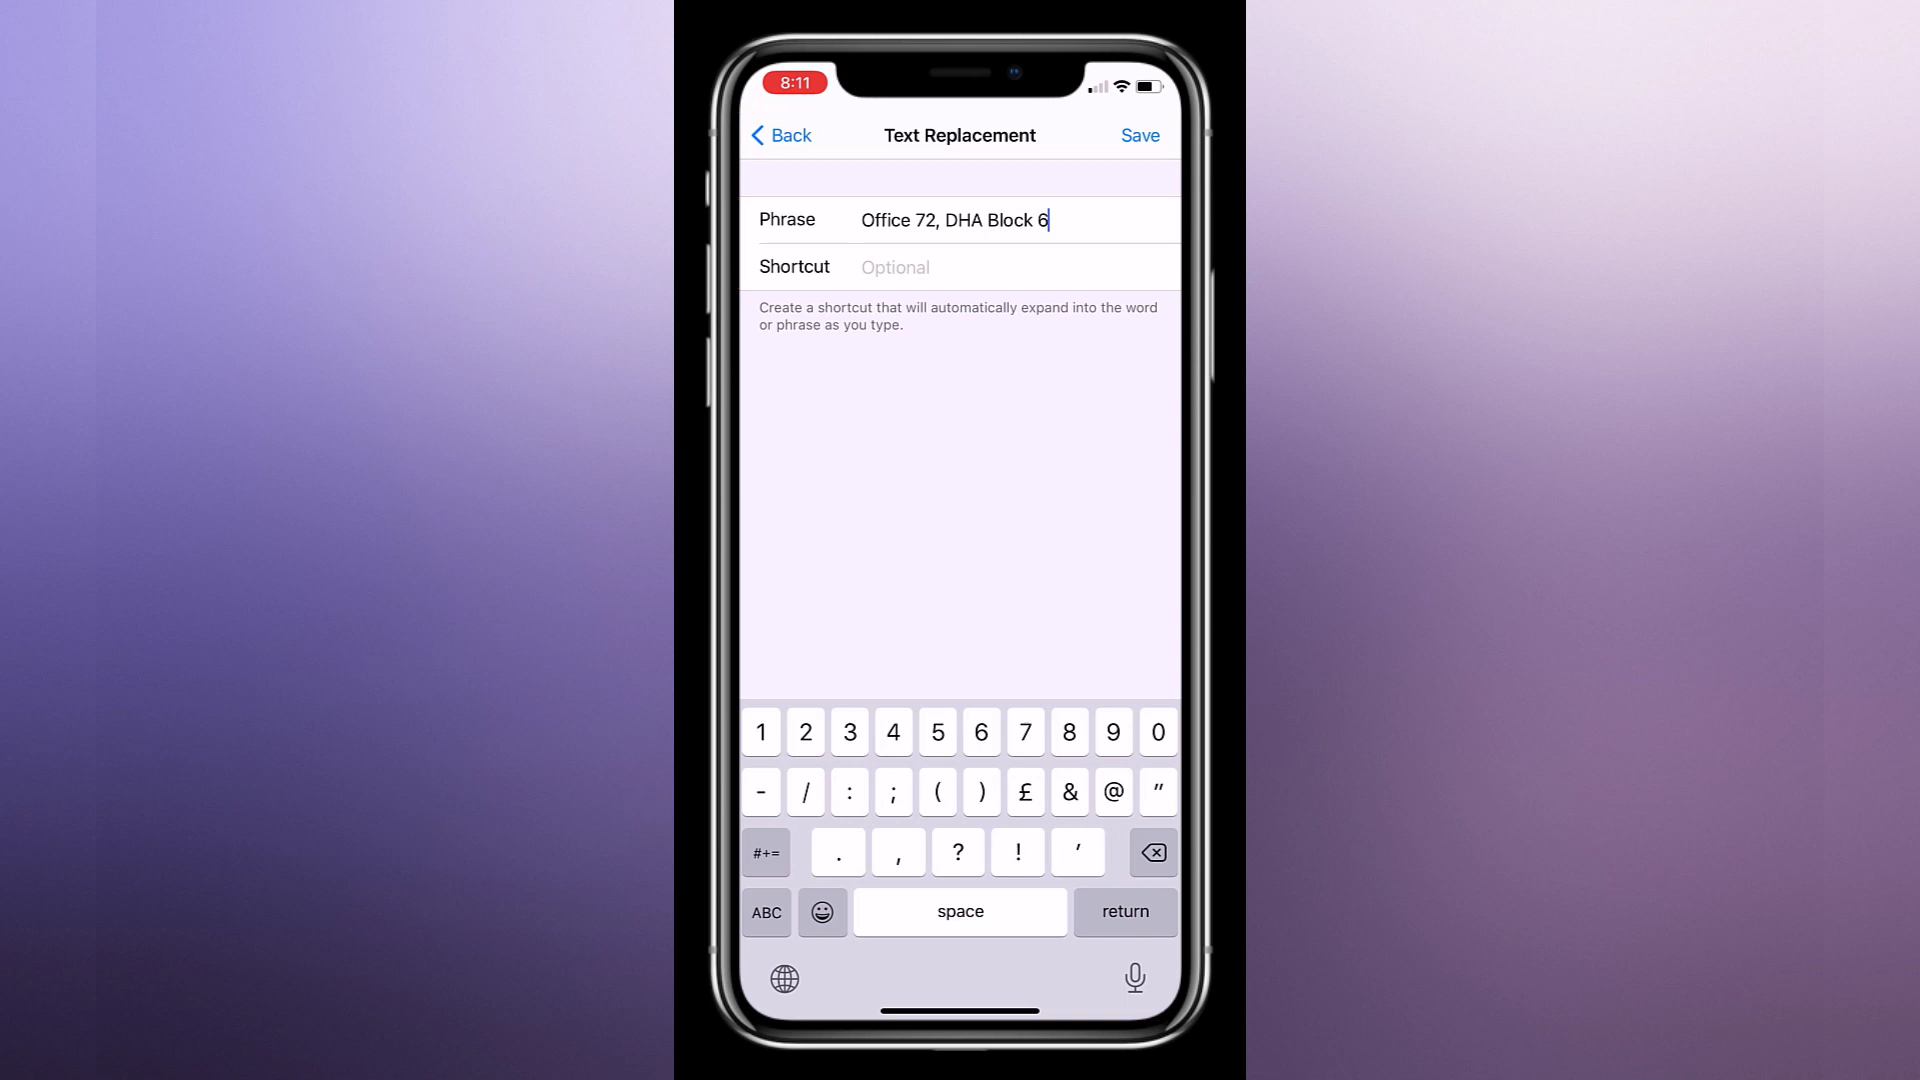 8:11
Back Text Replacement Save
Phrase Office 72, DHA Block 6
Shortcut Optional
Create a shortcut that will automatically expand into the word
or phrase as you type.
1 2 3 4 5 6 7 8 9 0
- / : ; ( ) £ & @ "
#+= . , ? ! '
ABC space return